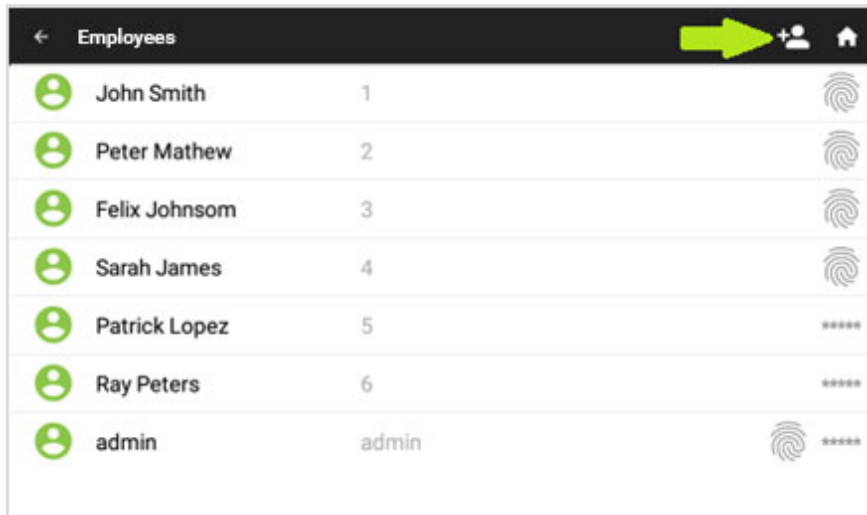 Employees
John Smith 1
Peter Mathew 2
Felix Johnsom 3
Sarah James 4
Patrick Lopez 5 *****
Ray Peters 6 *****
admin admin *****